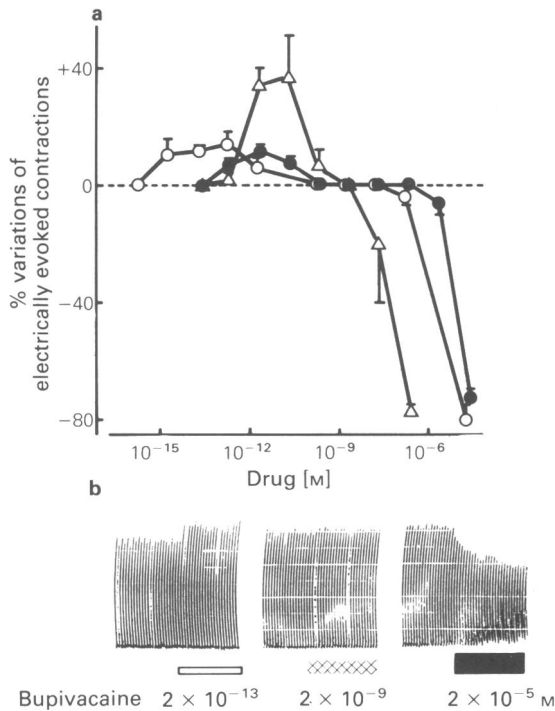 a
% variations of
electrically evoked contractions
+40
0
−40
−80
10⁻¹⁵ 10⁻¹² 10⁻⁹ 10⁻⁶
Drug [M]
b
Bupivacaine 2 × 10⁻¹³ 2 × 10⁻⁹ 2 × 10⁻⁵ M